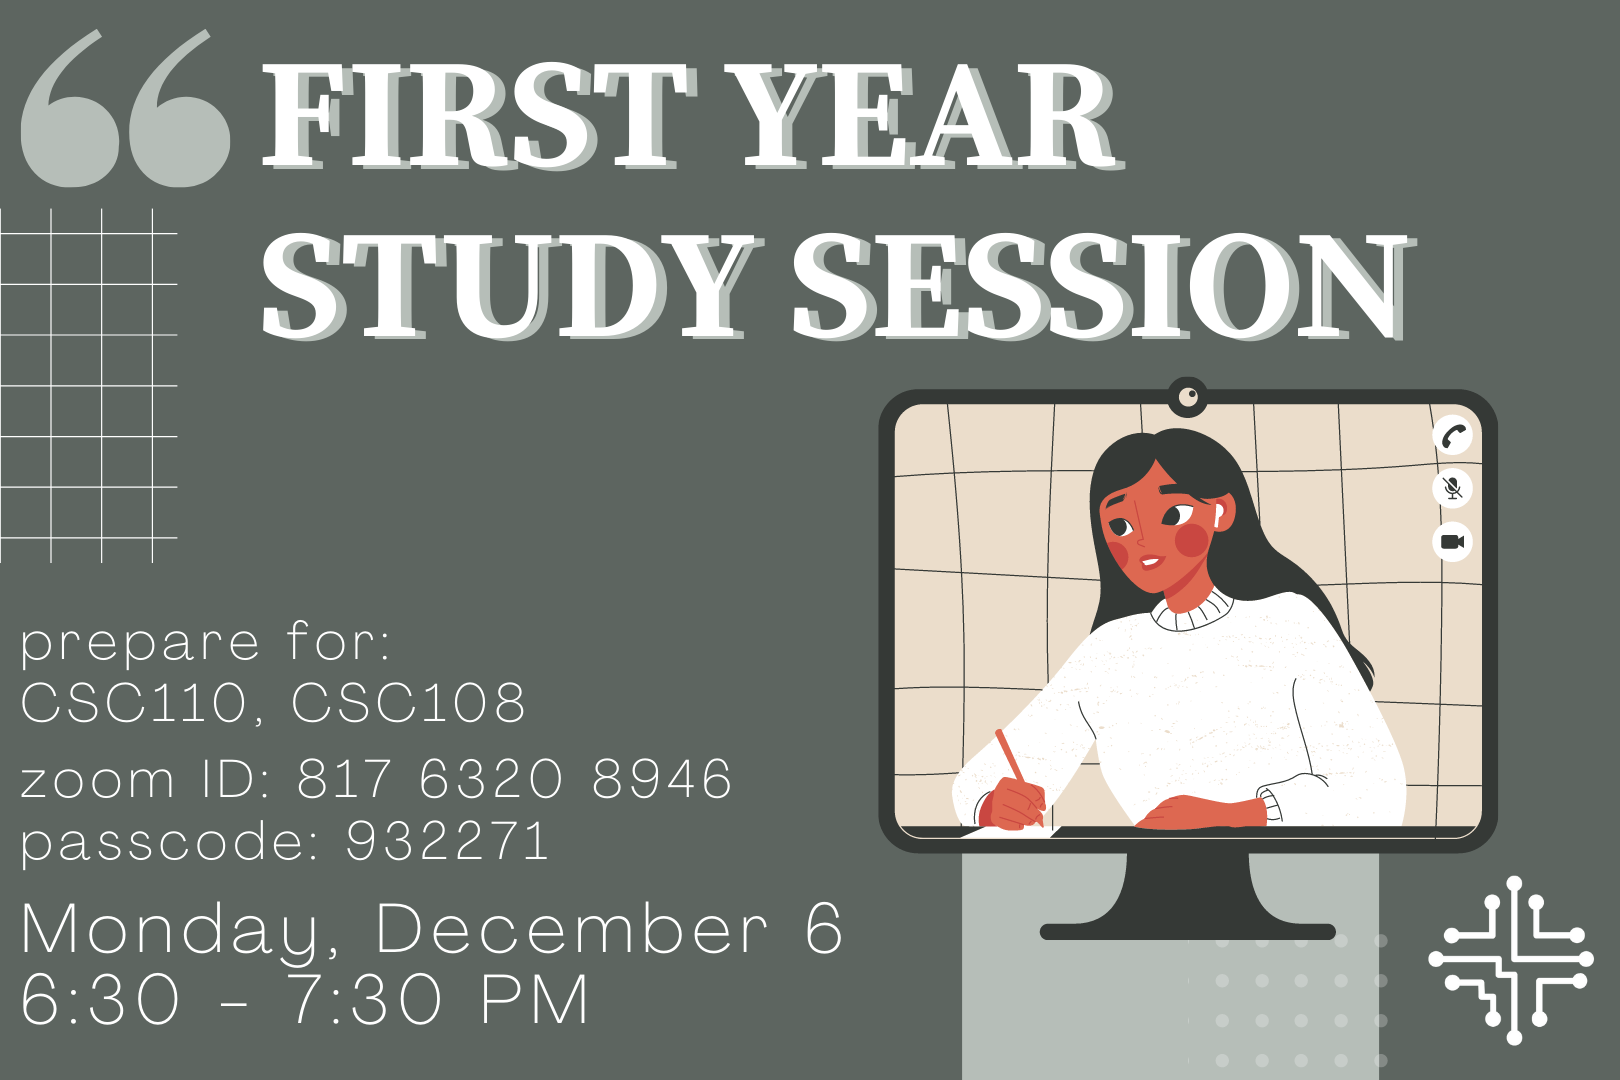 FIRST YEAR
STUDY SESSION
prepare for:
CSC110, CSC108
zoom ID: 817 6320 8946
passcode: 932271
Monday, December 6
6:30 - 7:30 PM